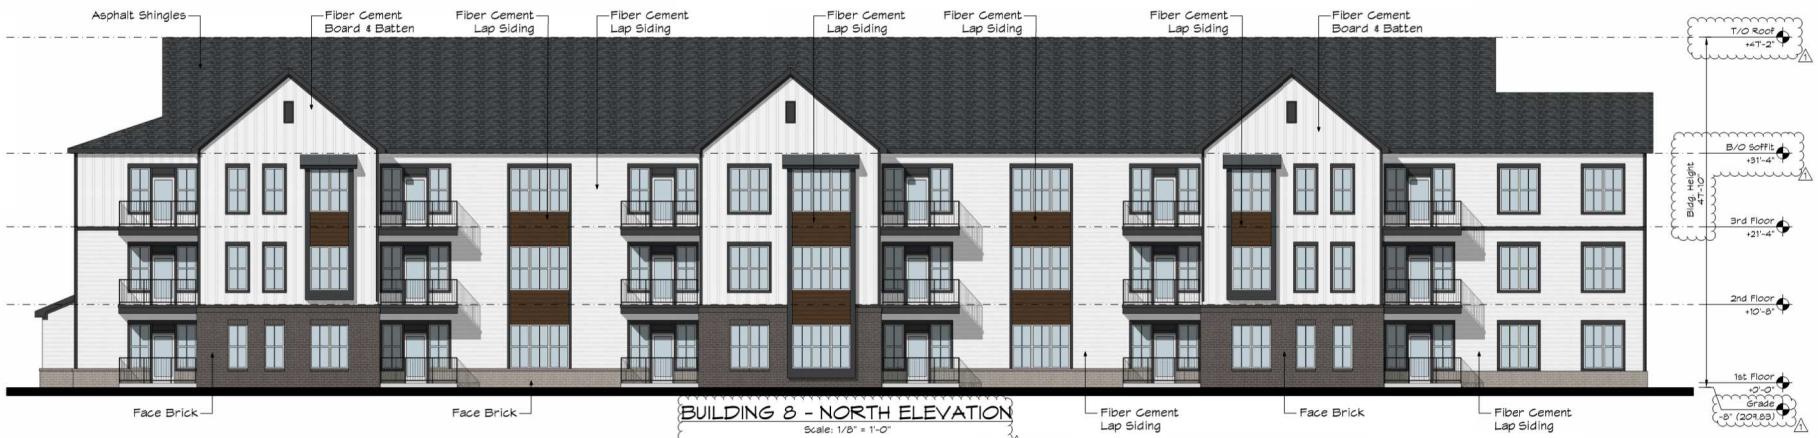 Asphalt Shingles
Fiber Cement
Board & Batten
Fiber Cement
Lap Siding
Fiber Cement
Lap Siding
Fiber Cement
Lap Siding
Fiber Cement
Lap Siding
Fiber Cement
Lap Siding
Fiber Cement
Board & Batten
T/O Roof
+47'-2"
1
B/O Soffit
+31'-4"
1
Bldg. Height
47'-10"
3rd Floor
+21'-4"
2nd Floor
+10'-8"
1st Floor
+0'-0"
Grade
-8" (209.83)
1
Face Brick
Face Brick
BUILDING 8 - NORTH ELEVATION
Scale: 1/8" = 1'-0"
Fiber Cement
Lap Siding
Face Brick
Fiber Cement
Lap Siding